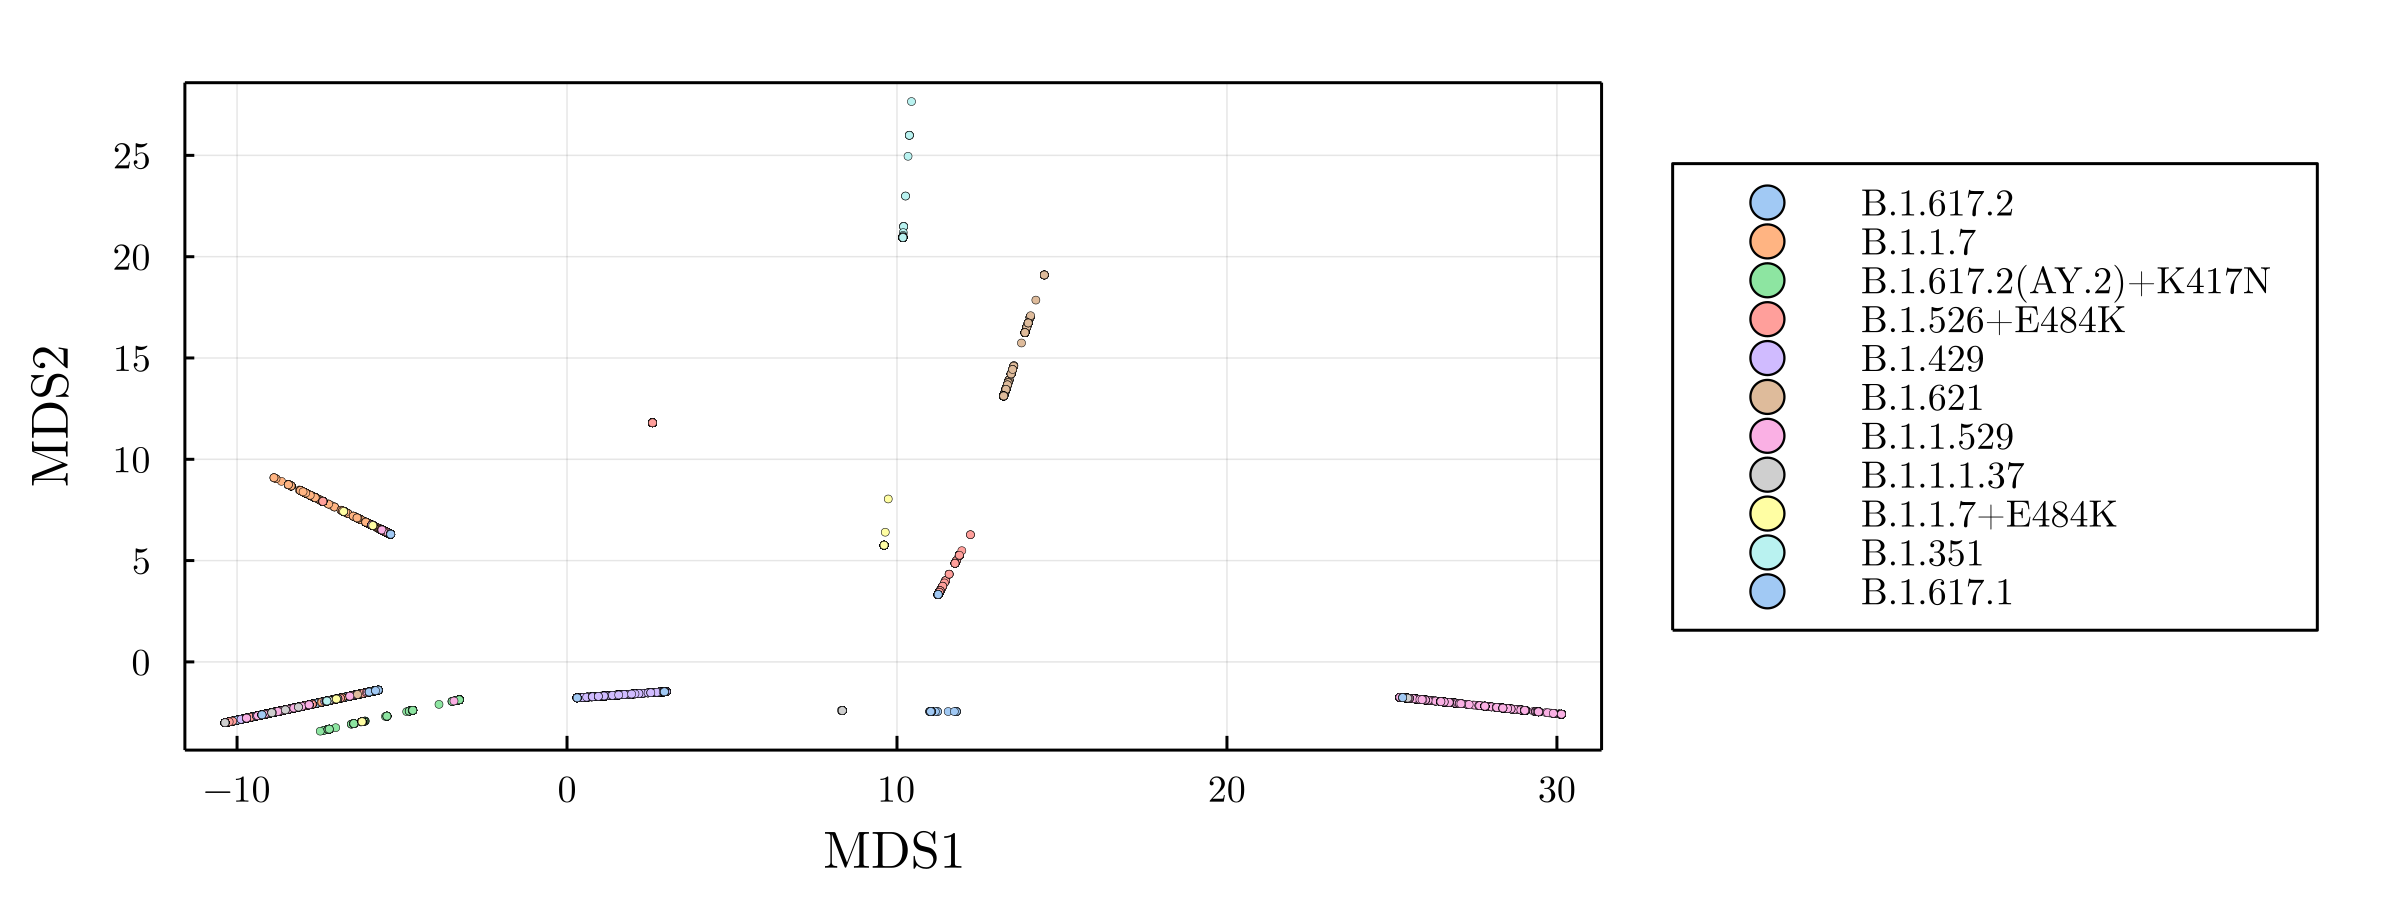 25
20
15
10
5
0
MDS2
−10 0 10 20 30
MDS1
B.1.617.2
B.1.1.7
B.1.617.2(AY.2)+K417N
B.1.526+E484K
B.1.429
B.1.621
B.1.1.529
B.1.1.1.37
B.1.1.7+E484K
B.1.351
B.1.617.1